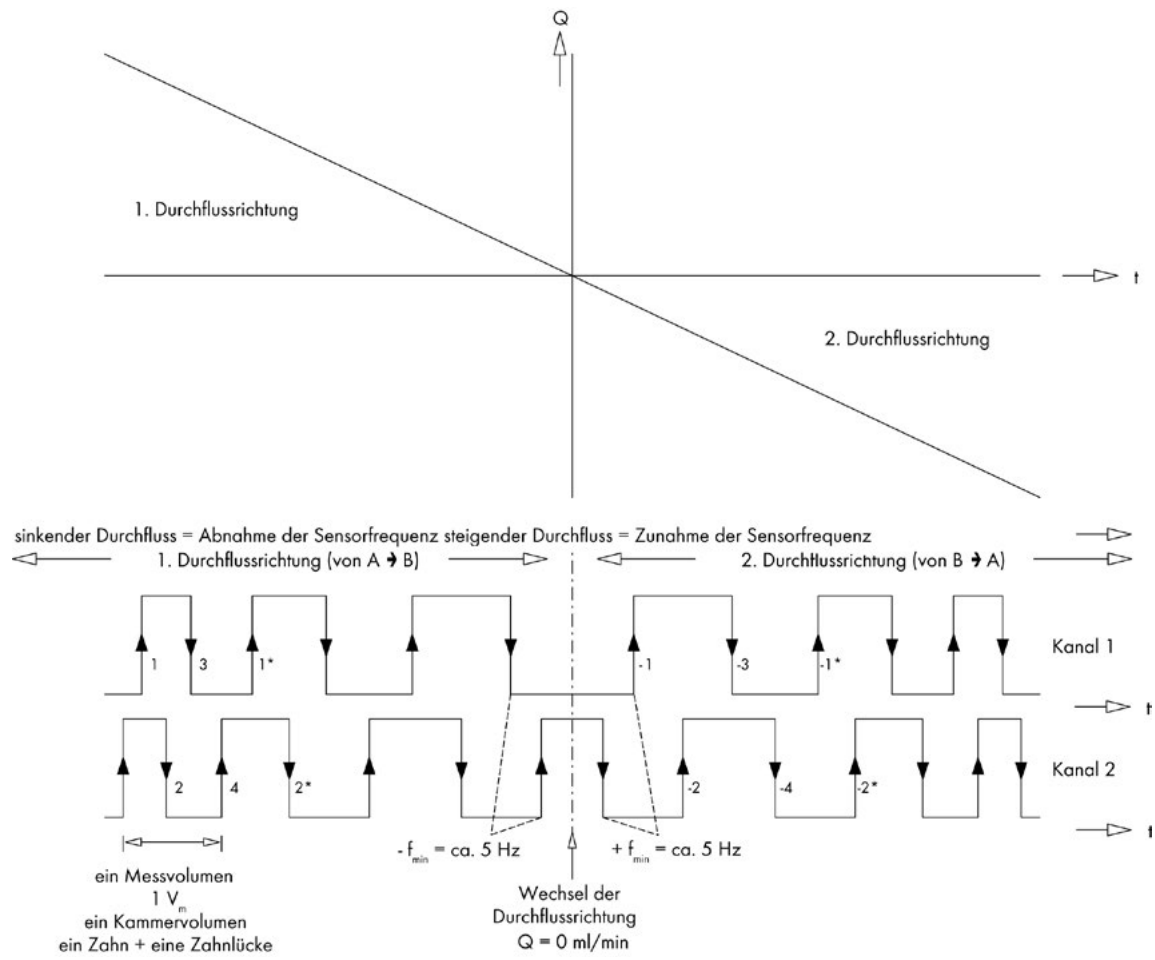 Q
1. Durchflussrichtung
t
2. Durchflussrichtung
sinkender Durchfluss = Abnahme der Sensorfrequenz steigender Durchfluss = Zunahme der Sensorfrequenz
1. Durchflussrichtung (von A → B)
2. Durchflussrichtung (von B → A)
1 3 1* -1 -3 -1* Kanal 1
t
2 4 2* -2 -4 -2* Kanal 2
t
- f min = ca. 5 Hz + f min = ca. 5 Hz
ein Messvolumen
1 V m
ein Kammervolumen
ein Zahn + eine Zahnlücke
Wechsel der
Durchflussrichtung
Q = 0 ml/min